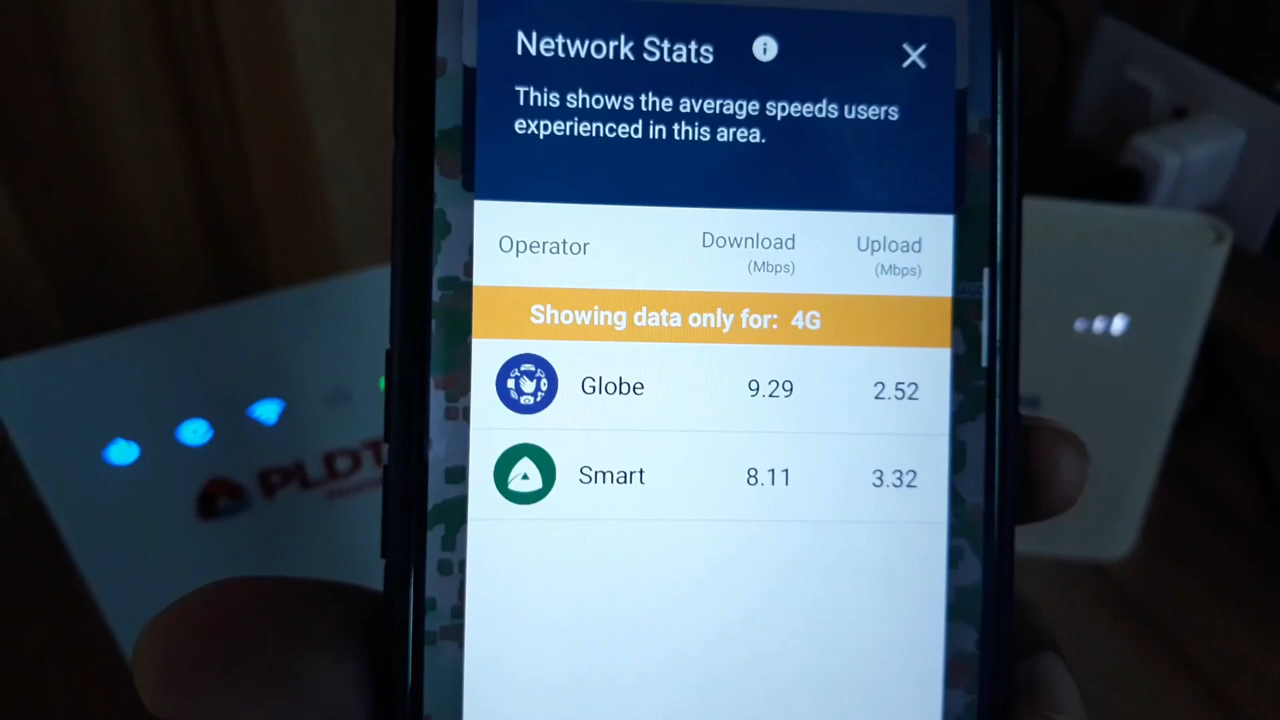 Network Stats
This shows the average speeds users
experienced in this area.
Operator Download Upload
(Mbps) (Mbps)
Showing data only for: 4G
Globe 9.29 2.52
Smart 8.11 3.32
PLDT